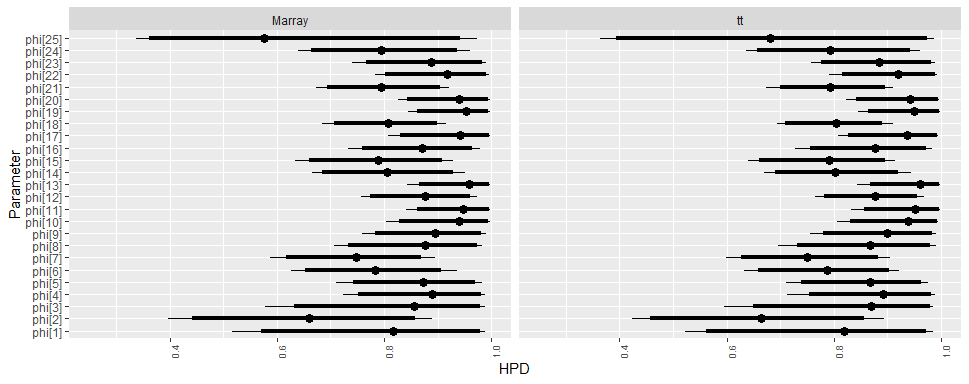 Marray tt
phi[25]
phi[24]
phi[23]
phi[22]
phi[21]
phi[20]
phi[19]
phi[18]
phi[17]
phi[16]
phi[15]
phi[14]
phi[13]
phi[12]
phi[11]
phi[10]
phi[9]
phi[8]
phi[7]
phi[6]
phi[5]
phi[4]
phi[3]
phi[2]
phi[1]
Parameter
0.4 0.6 0.8 1.0 0.4 0.6 0.8 1.0
HPD